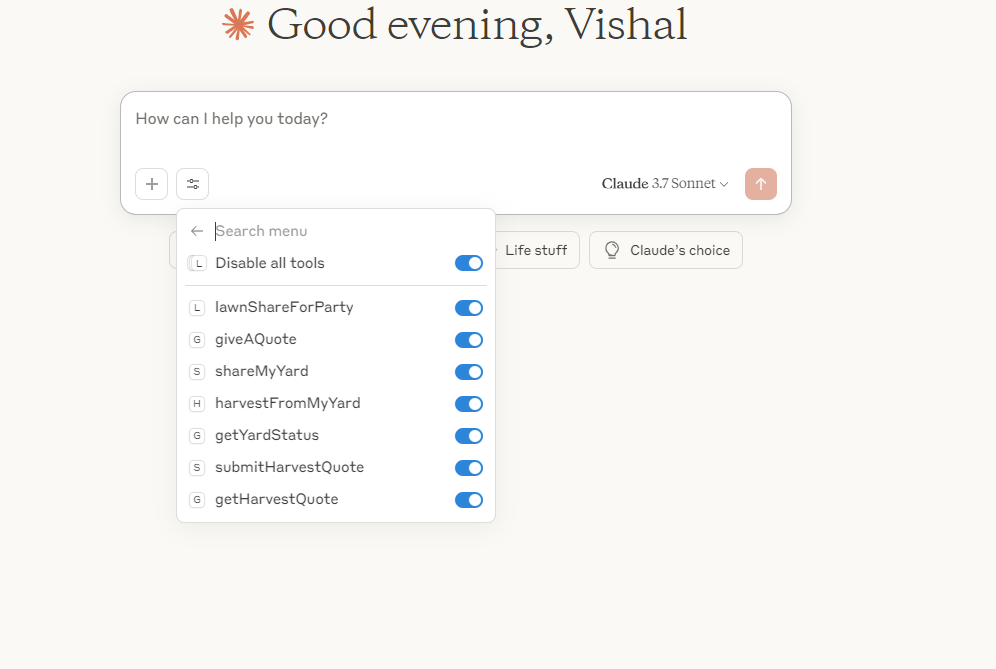 Good evening, Vishal
How can I help you today?
Claude 3.7 Sonnet
Search menu
L Disable all tools
Life stuff
Claude's choice
L lawnShareForParty
G giveAQuote
S shareMyYard
H harvestFromMyYard
G getYardStatus
S submitHarvestQuote
G getHarvestQuote